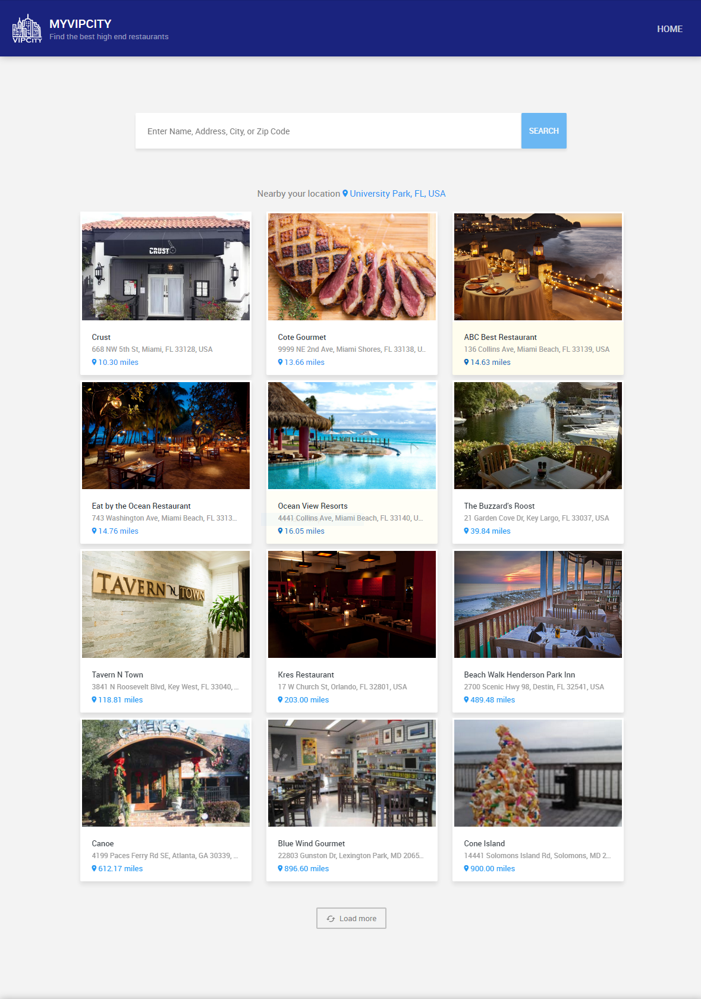 MYVIPCITY
Find the best high end restaurants
VIPCITY
HOME
Enter Name, Address, City, or Zip Code
SEARCH
Nearby your location University Park, FL, USA
CRUST
Crust
668 NW 5th St, Miami, FL 33128, USA
10.30 miles
Cote Gourmet
9999 NE 2nd Ave, Miami Shores, FL 33138, U...
13.66 miles
ABC Best Restaurant
136 Collins Ave, Miami Beach, FL 33139, USA
14.63 miles
Eat by the Ocean Restaurant
743 Washington Ave, Miami Beach, FL 3313...
14.76 miles
Ocean View Resorts
4441 Collins Ave, Miami Beach, FL 33140, U...
16.05 miles
The Buzzard's Roost
21 Garden Cove Dr, Key Largo, FL 33037, USA
39.84 miles
TAVERN N TOWN
Tavern N Town
3841 N Roosevelt Blvd, Key West, FL 33040, ...
118.81 miles
Kres Restaurant
17 W Church St, Orlando, FL 32801, USA
203.00 miles
Beach Walk Henderson Park Inn
2700 Scenic Hwy 98, Destin, FL 32541, USA
489.48 miles
CANOE
Canoe
4199 Paces Ferry Rd SE, Atlanta, GA 30339, ...
612.17 miles
Blue Wind Gourmet
22803 Gunston Dr, Lexington Park, MD 2065...
896.60 miles
Cone Island
14441 Solomons Island Rd, Solomons, MD 2...
900.00 miles
Load more